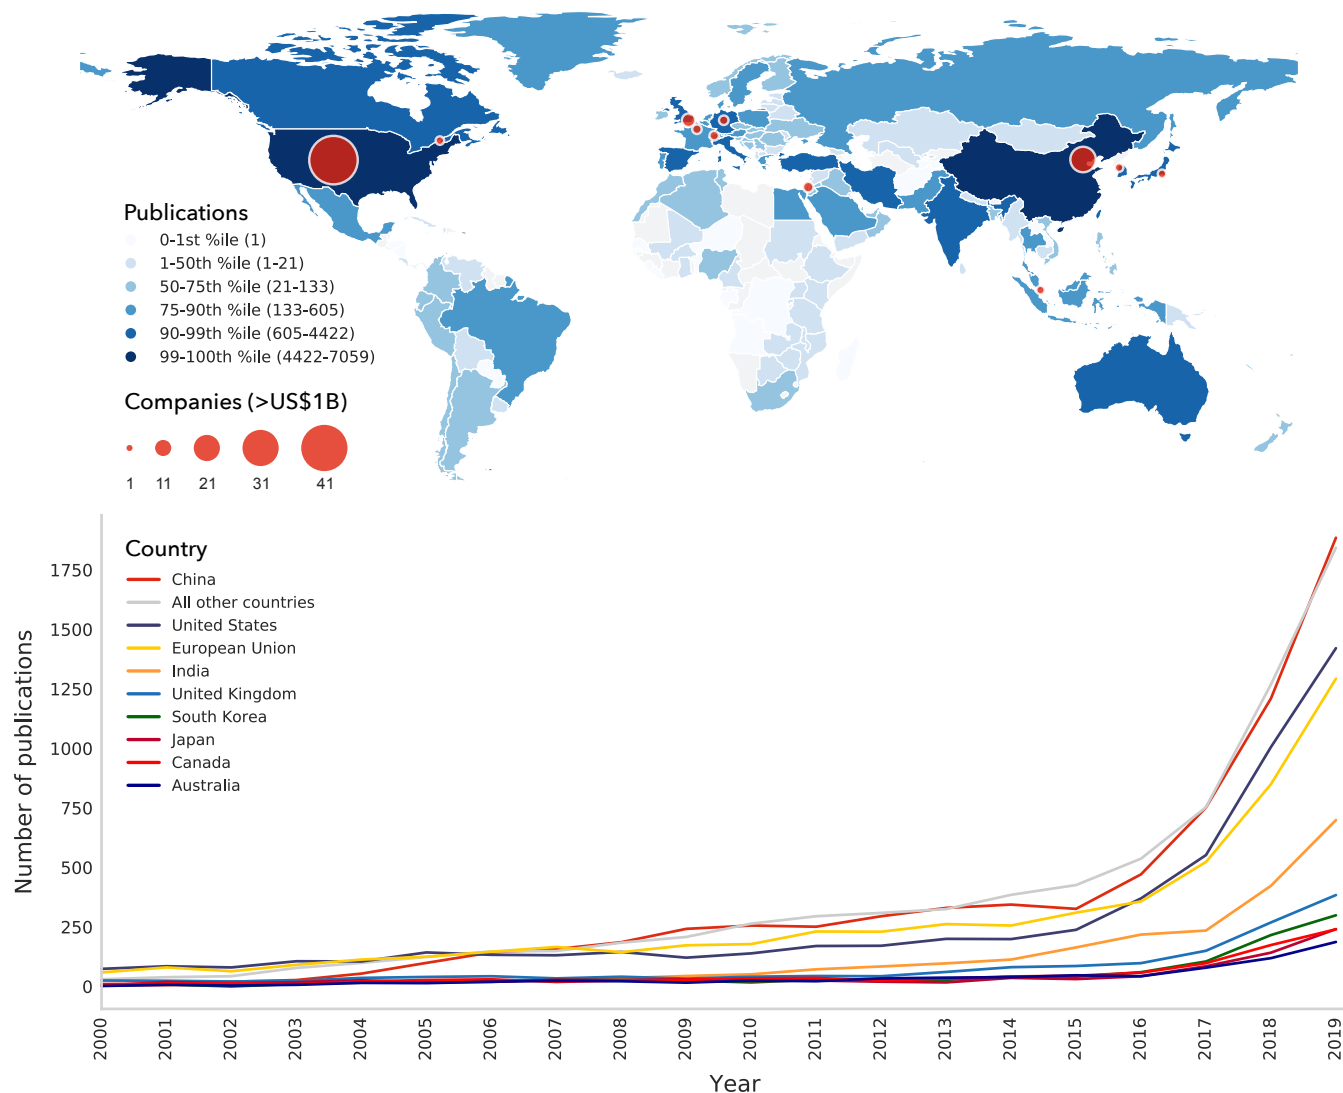 Publications
0-1st %ile (1)
1-50th %ile (1-21)
50-75th %ile (21-133)
75-90th %ile (133-605)
90-99th %ile (605-4422)
99-100th %ile (4422-7059)
Companies (>US$1B)
1 11 21 31 41
Country
China
All other countries
United States
European Union
India
United Kingdom
South Korea
Japan
Canada
Australia
Number of publications
1750
1500
1250
1000
750
500
250
0
2000 2001 2002 2003 2004 2005 2006 2007 2008 2009 2010 2011 2012 2013 2014 2015 2016 2017 2018 2019
Year